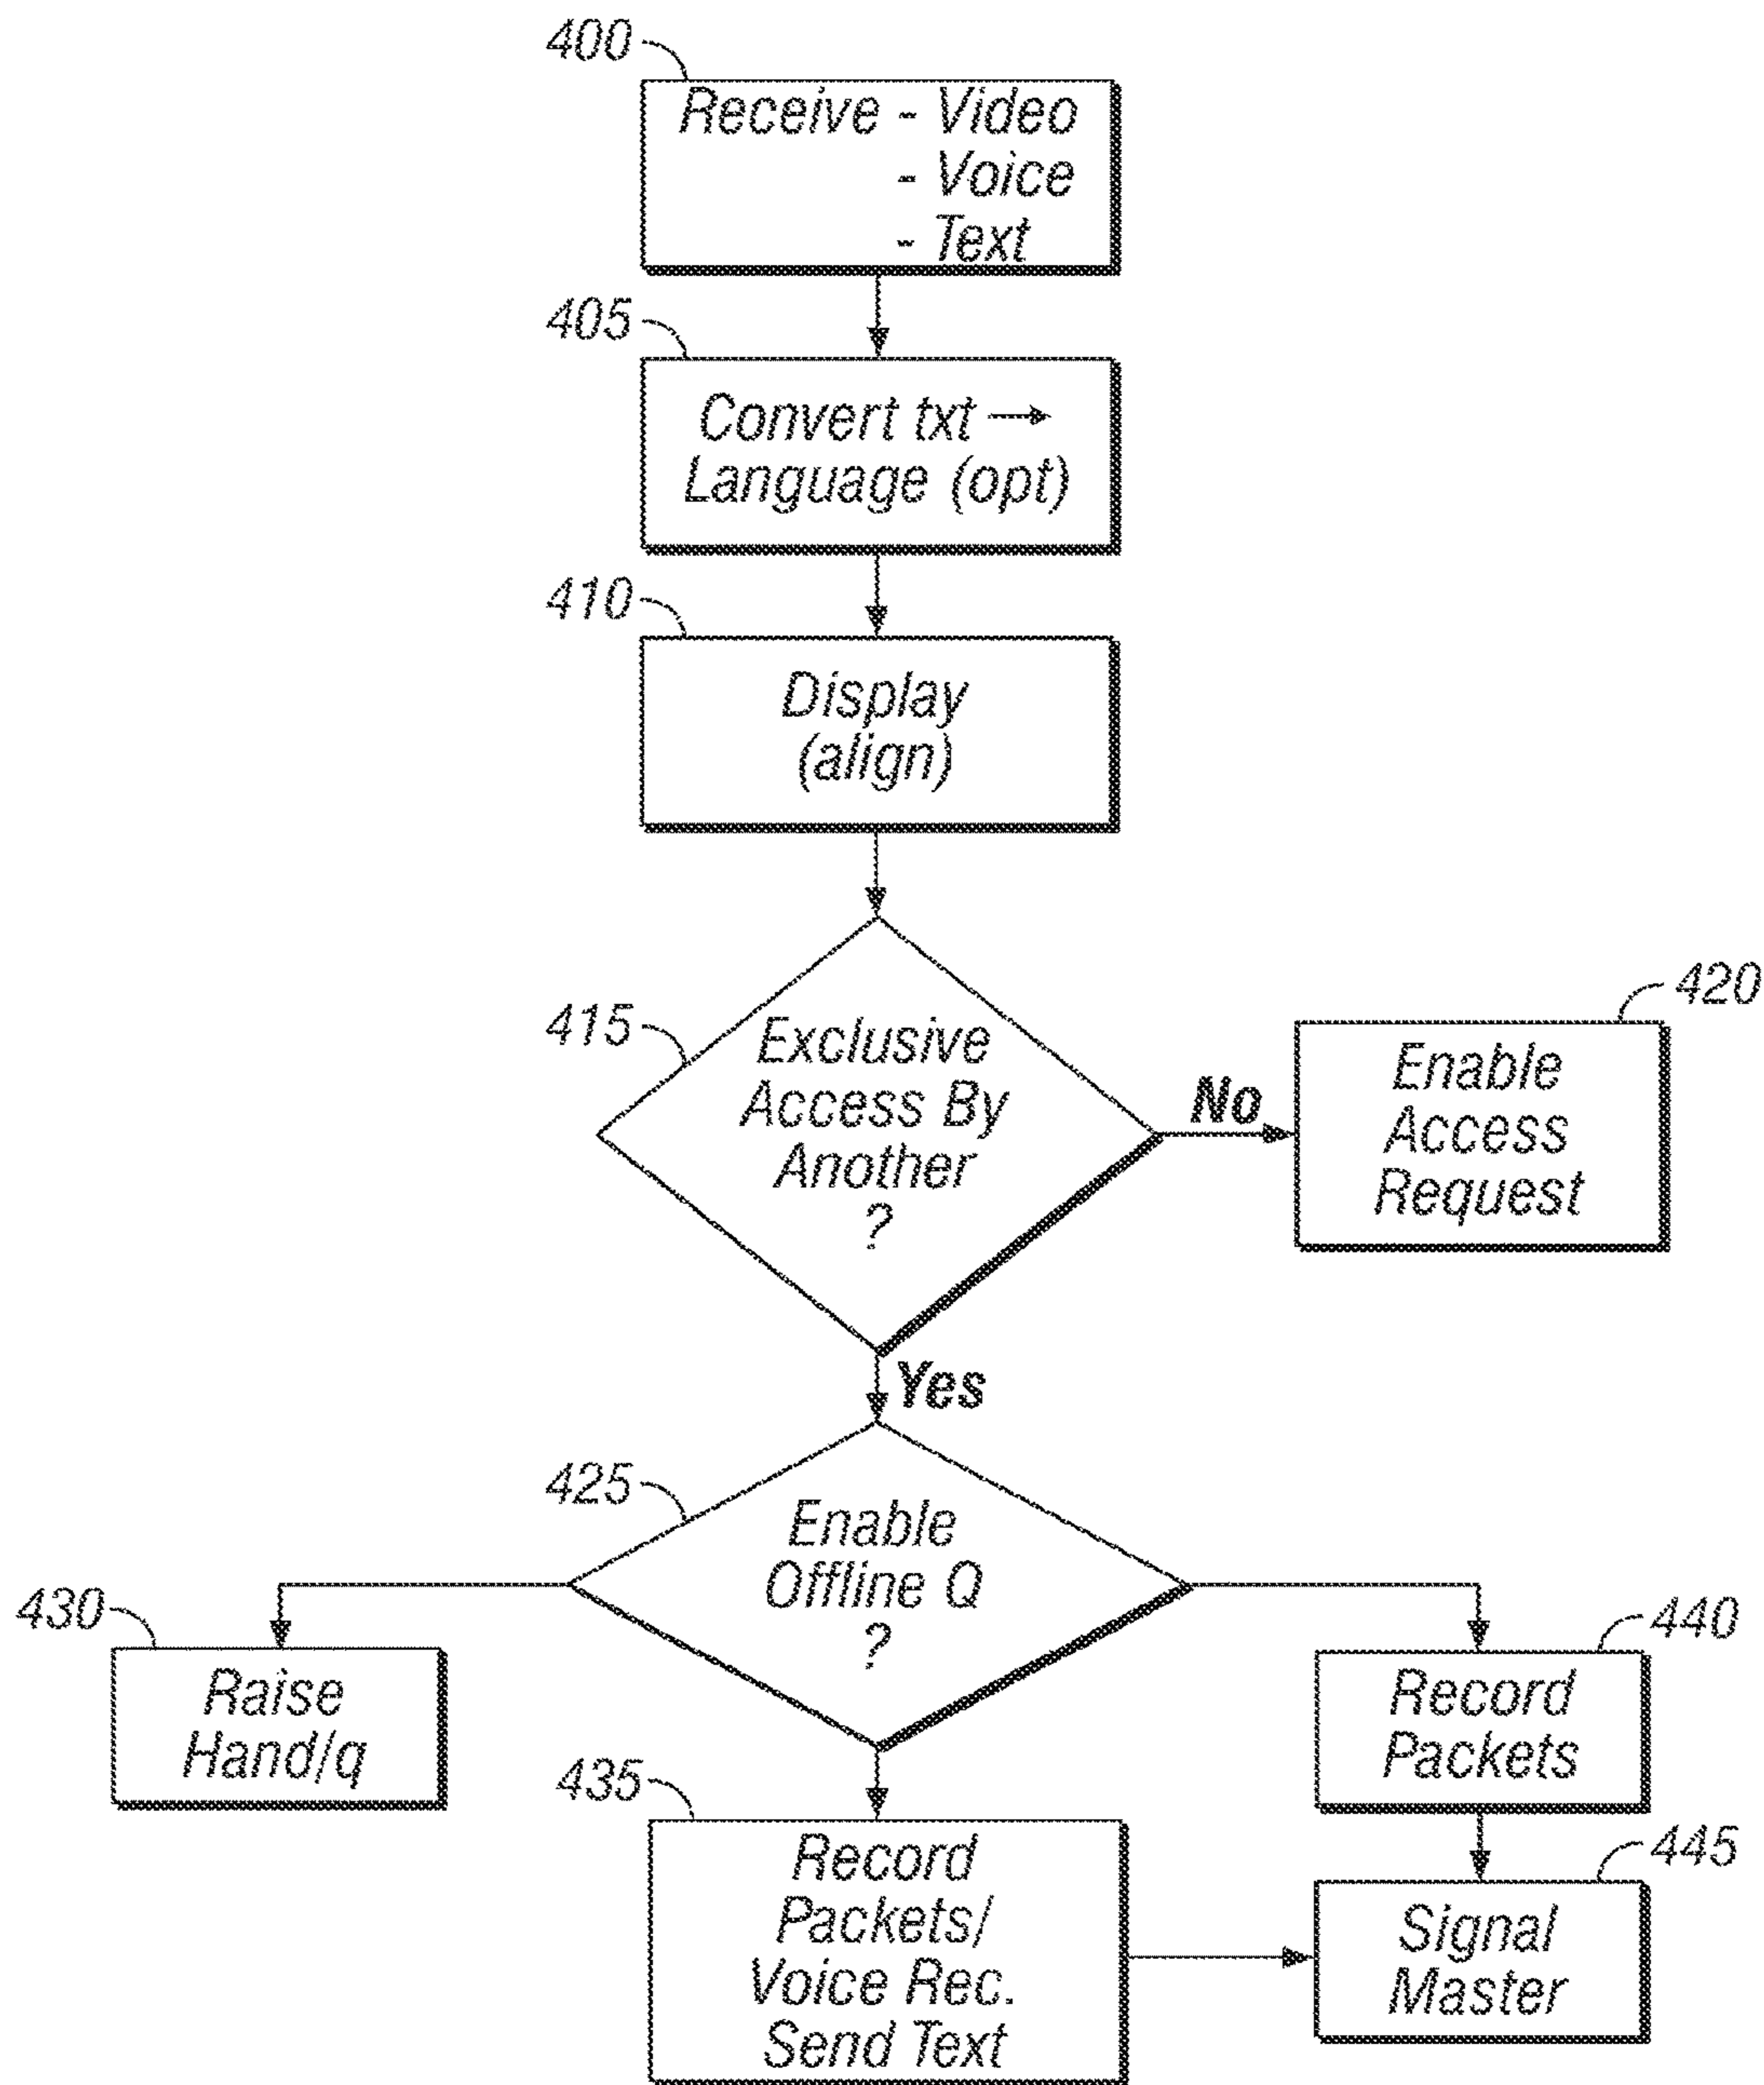 400
Receive - Video
- Voice
- Text
405
Convert txt →
Language (opt)
410
Display
(align)
415
Exclusive
Access By
Another
?
No
420
Enable
Access
Request
Yes
425
Enable
Offline Q
?
430
Raise
Hand/q
435
Record
Packets/
Voice Rec.
Send Text
440
Record
Packets
445
Signal
Master